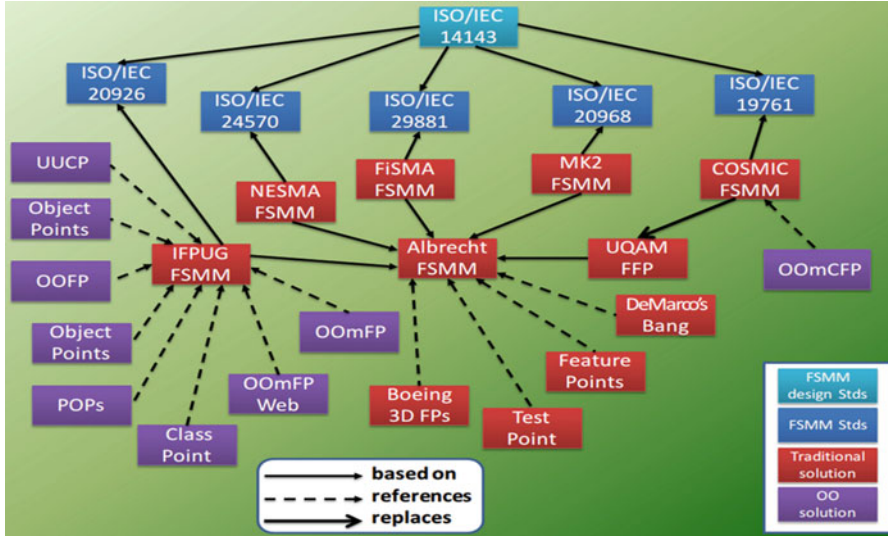 ISO/IEC
14143
ISO/IEC
20926
ISO/IEC
24570
ISO/IEC
29881
ISO/IEC
20968
ISO/IEC
19761
UUCP
NESMA
FSMM
FiSMA
FSMM
MK2
FSMM
COSMIC
FSMM
Object
Points
IFPUG
FSMM
Albrecht
FSMM
UQAM
FFP
OOmCFP
OOFP
DeMarco's
Bang
Object
Points
OOmFP
Feature
Points
POPs
OOmFP
Web
Boeing
3D FPs
Test
Point
Class
Point
based on
references
replaces
FSMM
design Stds
FSMM Stds
Traditional
solution
OO
solution